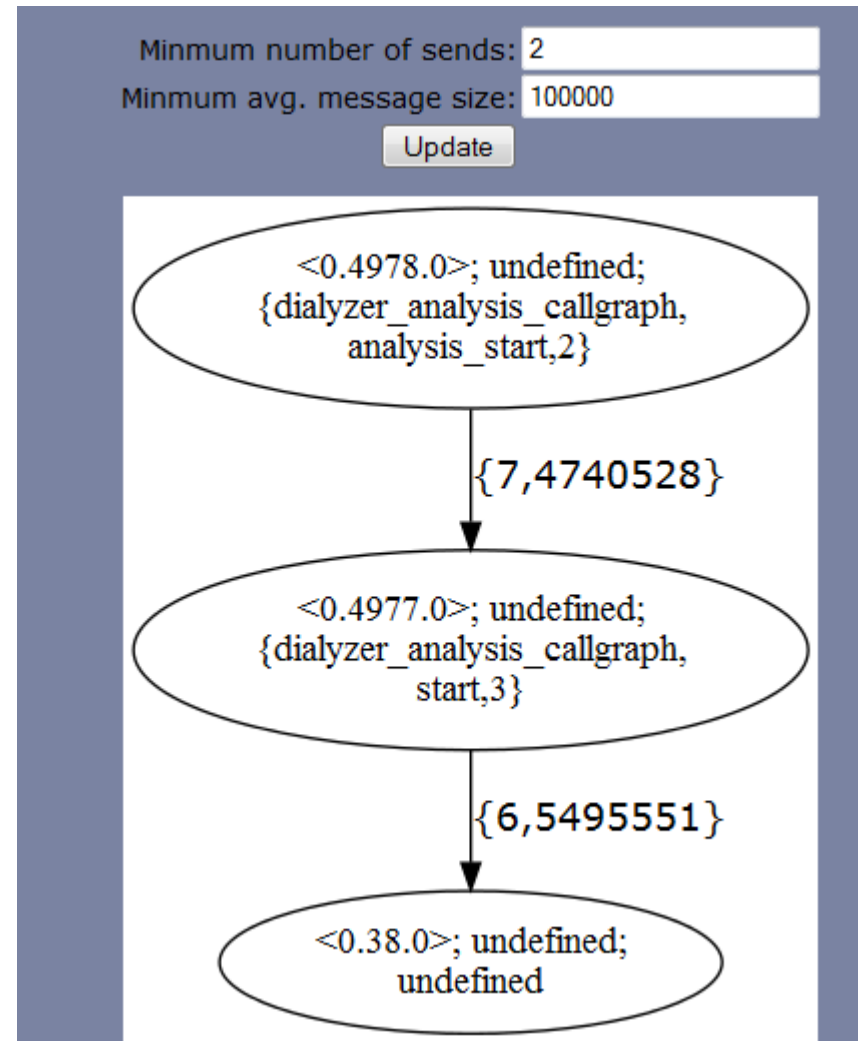 Minmum number of sends: 2
Minmum avg. message size: 100000
Update
<0.4978.0>; undefined;
{dialyzer_analysis_callgraph,
analysis_start,2}
{7,4740528}
<0.4977.0>; undefined;
{dialyzer_analysis_callgraph,
start,3}
{6,5495551}
<0.38.0>; undefined;
undefined